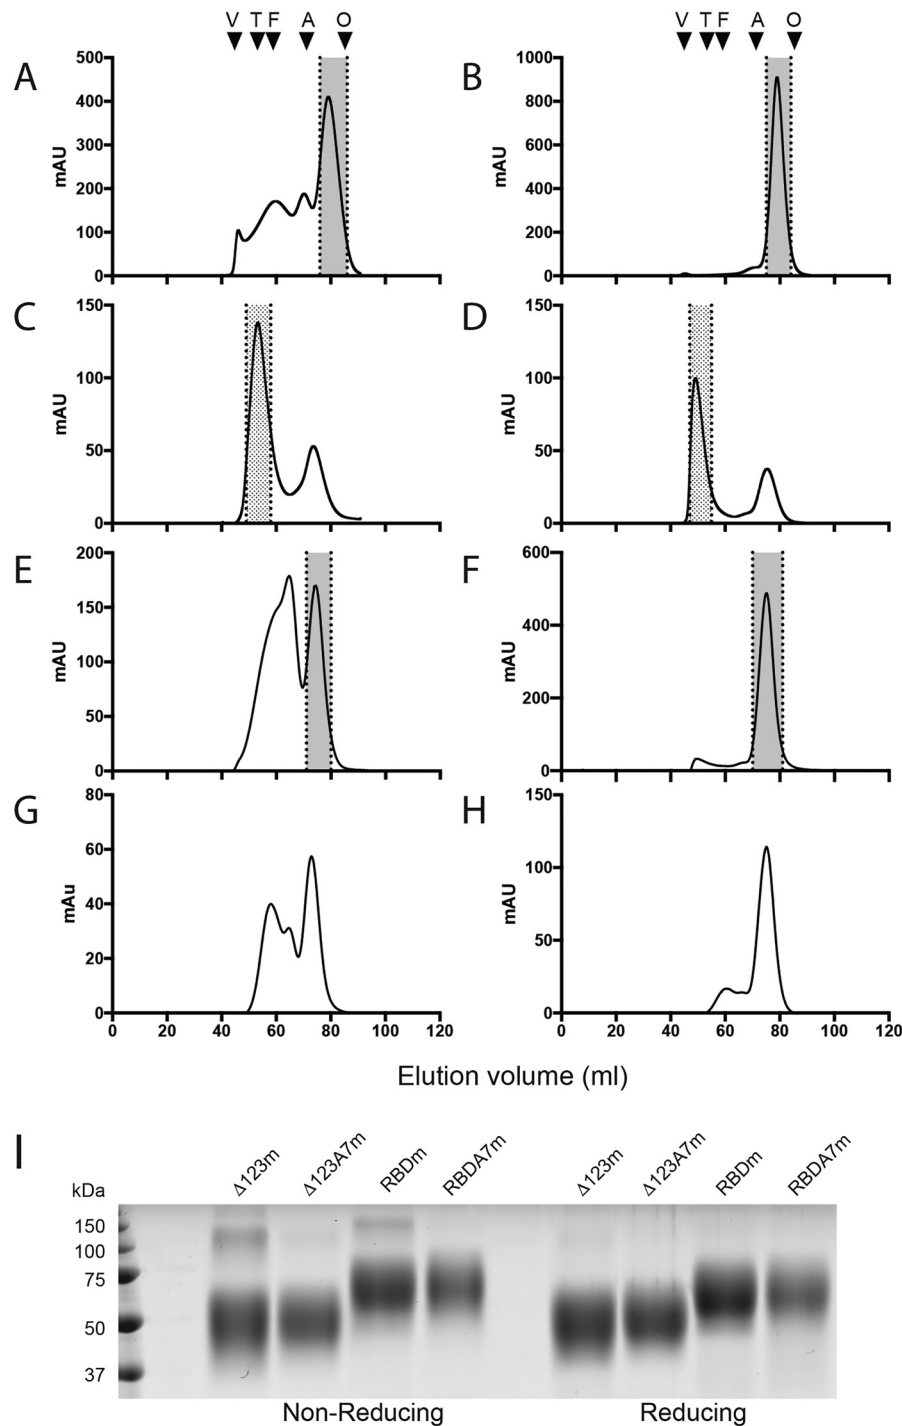 V T F A O V T F A O
A 500 400 300 200 100 0 mAU
B 1000 800 600 400 200 0 mAU
C 150 100 50 0 mAU
D 150 100 50 0 mAU
E 200 150 100 50 0 mAU
F 600 400 200 0 mAU
G 80 60 40 20 0 mAu
H 150 100 50 0 mAU
0 20 40 60 80 100 120 0 20 40 60 80 100 120
Elution volume (ml)
I
kDa Δ123m Δ123A7m RBDm RBDA7m Δ123m Δ123A7m RBDm RBDA7m
150
100
75
50
37
Non-Reducing Reducing